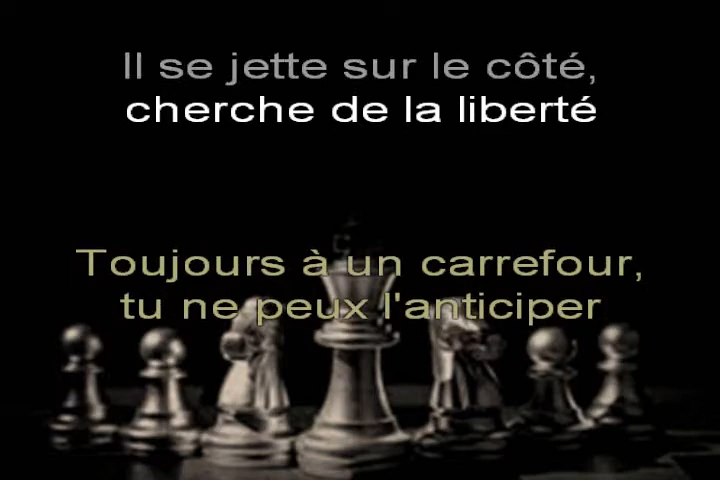 Il se jette sur le côté,
cherche de la liberté
Toujours à un carrefour,
tu ne peux l'anticiper